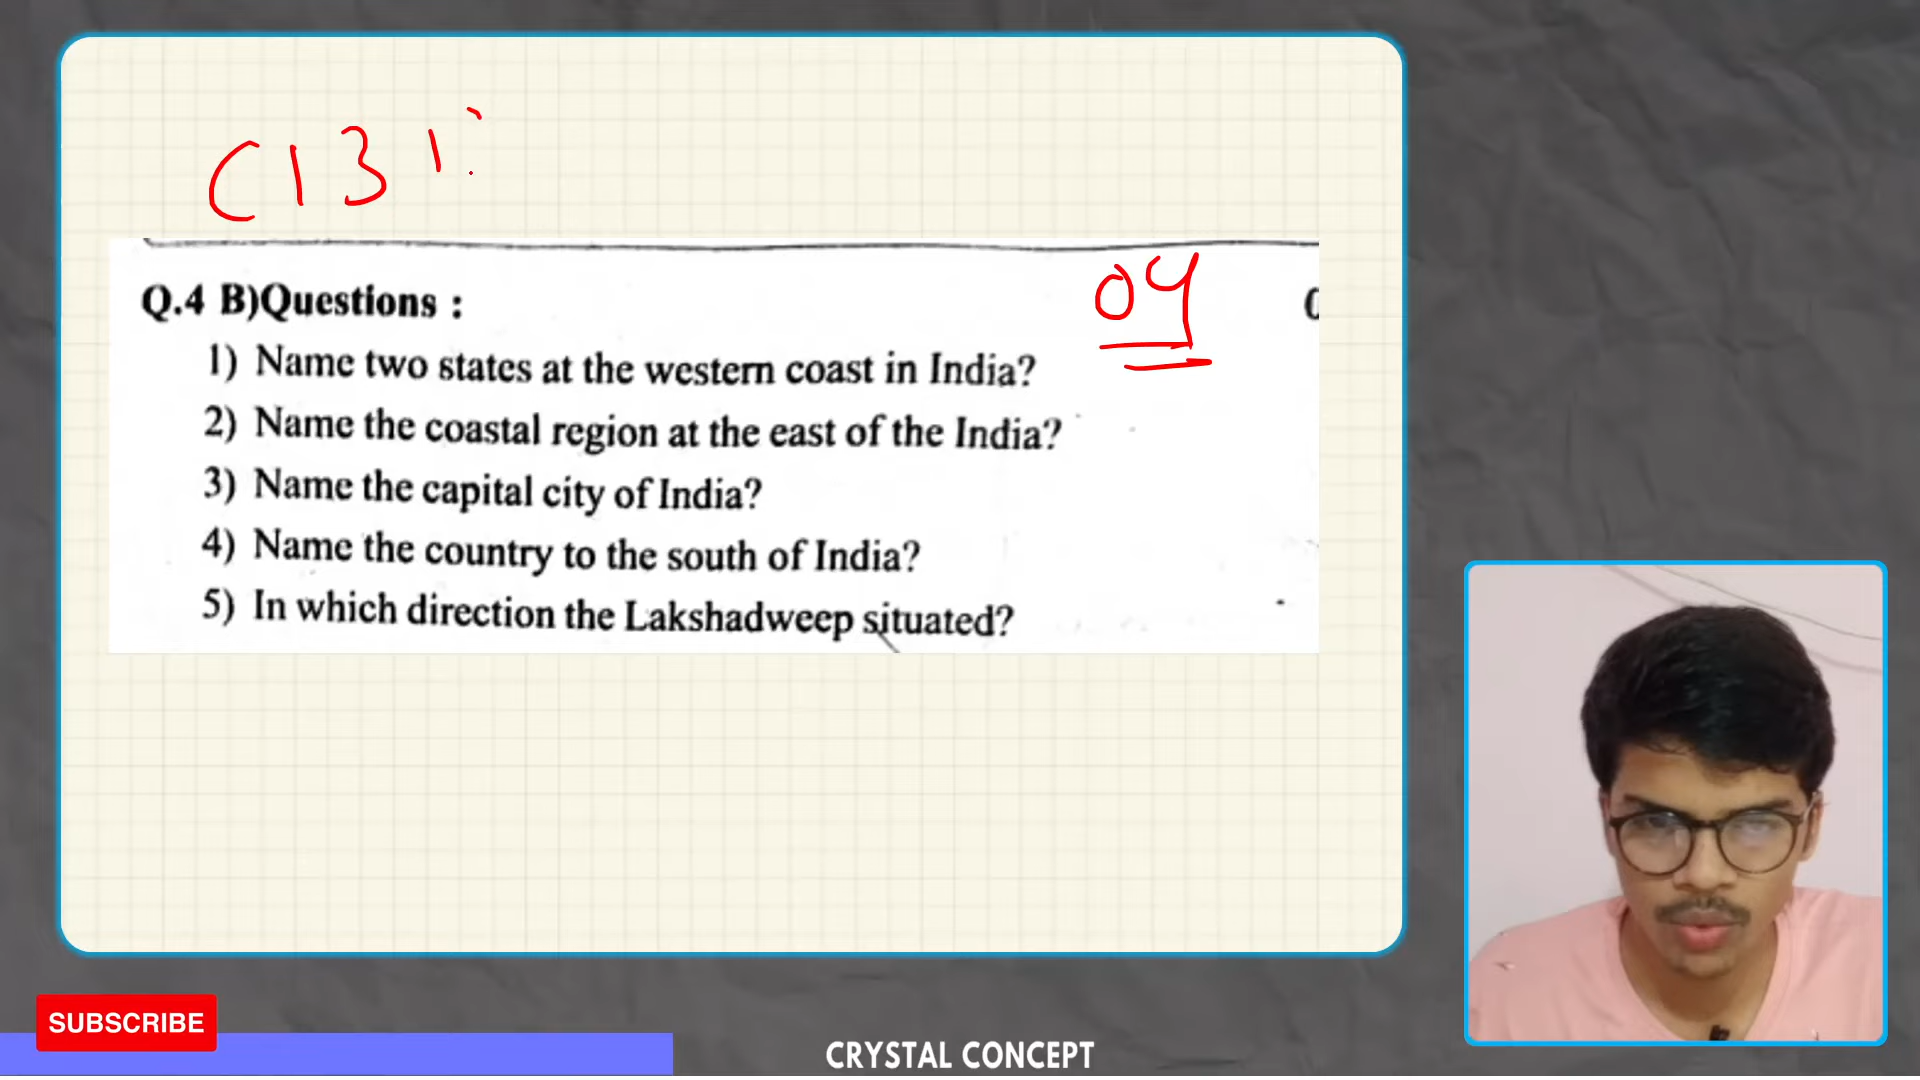 Q.4 B)Questions :
04
1) Name two states at the western coast in India?
2) Name the coastal region at the east of the India?
3) Name the capital city of India?
4) Name the country to the south of India?
5) In which direction the Lakshadweep situated?
SUBSCRIBE
CRYSTAL CONCEPT